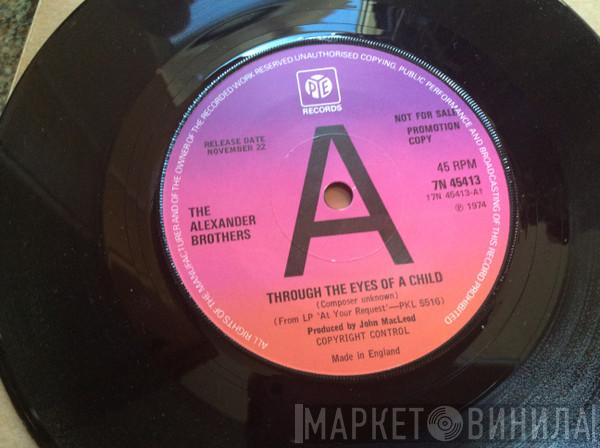 ALL RIGHTS OF THE MANUFACTURER AND OF THE OWNER OF THE RECORDED WORK RESERVED UNAUTHORISED COPYING, PUBLIC PERFORMANCE AND BROADCASTING OF THIS RECORD PROHIBITED
PYE
RECORDS
RELEASE DATE
NOVEMBER 22
NOT FOR SALE
PROMOTION
COPY
A
45 RPM
7N 45413
(7N 45413-A1
℗ 1974
THE
ALEXANDER
BROTHERS
THROUGH THE EYES OF A CHILD
(Composer unknown)
(From LP 'At Your Request'—PKL 5516)
Produced by John MacLeod
COPYRIGHT CONTROL
Made in England
МАРКЕТ ВИНИЛА